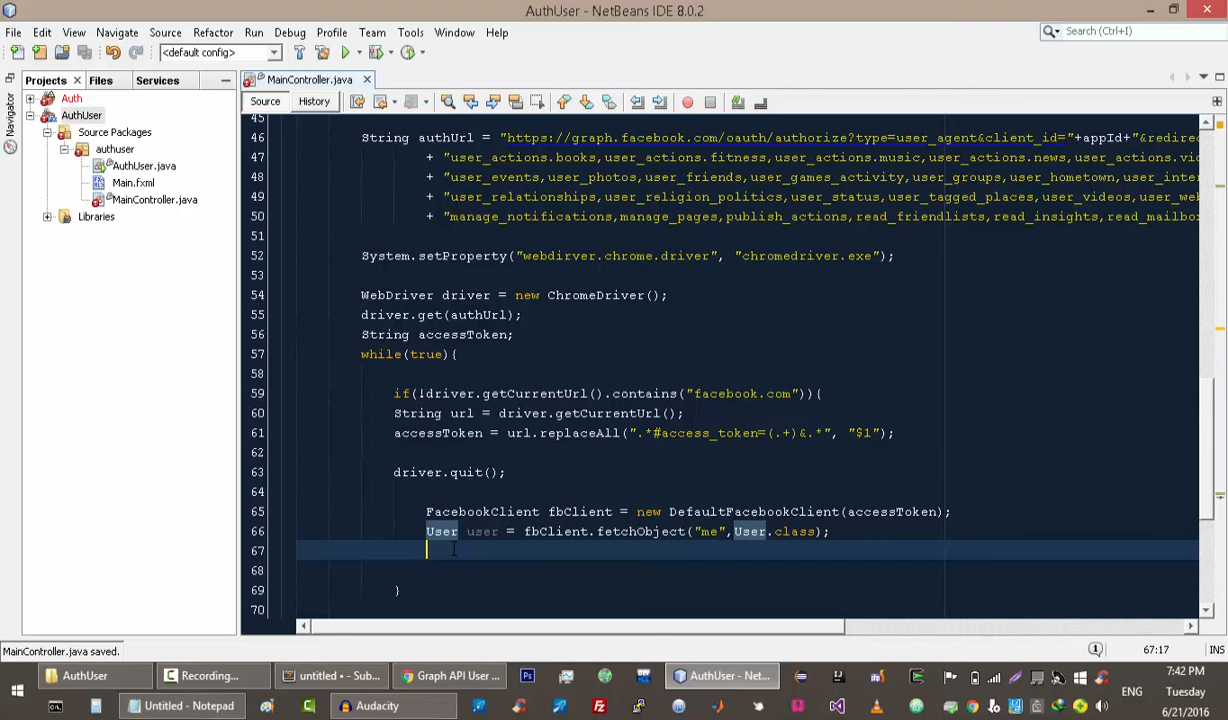 AuthUser - NetBeans IDE 8.0.2
File Edit View Navigate Source Refactor Run Debug Profile Team Tools Window Help
<default config>
Search (Ctrl+I)
Projects Files Services
MainController.java
Navigator
Source History
Auth
AuthUser
Source Packages
authuser
AuthUser.java
Main.fxml
MainController.java
Libraries
45
46 String authUrl = "https://graph.facebook.com/oauth/authorize?type=user_agent&client_id="+appId+"&redirec
47 + "user_actions.books,user_actions.fitness,user_actions.music,user_actions.news,user_actions.vi
48 + "user_events,user_photos,user_friends,user_games_activity,user_groups,user_hometown,user_inter
49 + "user_relationships,user_religion_politics,user_status,user_tagged_places,user_videos,user_web
50 + "manage_notifications,manage_pages,publish_actions,read_friendlists,read_insights,read_mailbox
51
52 System.setProperty("webdirver.chrome.driver", "chromedriver.exe");
53
54 WebDriver driver = new ChromeDriver();
55 driver.get(authUrl);
56 String accessToken;
57 while(true){
58
59 if(!driver.getCurrentUrl().contains("facebook.com")){
60 String url = driver.getCurrentUrl();
61 accessToken = url.replaceAll(".*#access_token=(.+)&.*", "$1");
62
63 driver.quit();
64
65 FacebookClient fbClient = new DefaultFacebookClient(accessToken);
66 User user = fbClient.fetchObject("me",User.class);
67
68
69 }
70
MainController.java saved.
1
67:17 INS
AuthUser
Recording...
untitled • - Sub...
Graph API User ...
Ps
AuthUser - Net...
7:42 PM
ENG
Tuesday
Untitled - Notepad
Audacity
6/21/2016